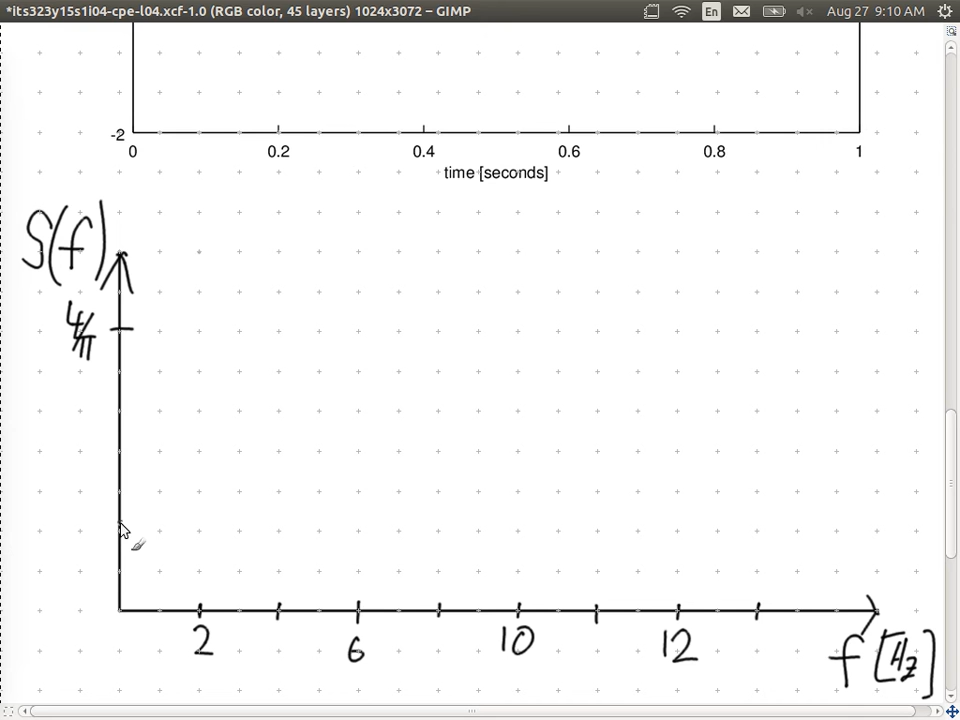 *its323y15s1i04-cpe-l04.xcf-1.0 (RGB color, 45 layers) 1024x3072 – GIMP
En
Aug 27 9:10 AM
-2
0 0.2 0.4 0.6 0.8 1
time [seconds]
S(f)
4/π
2 6 10 12
f [Hz]